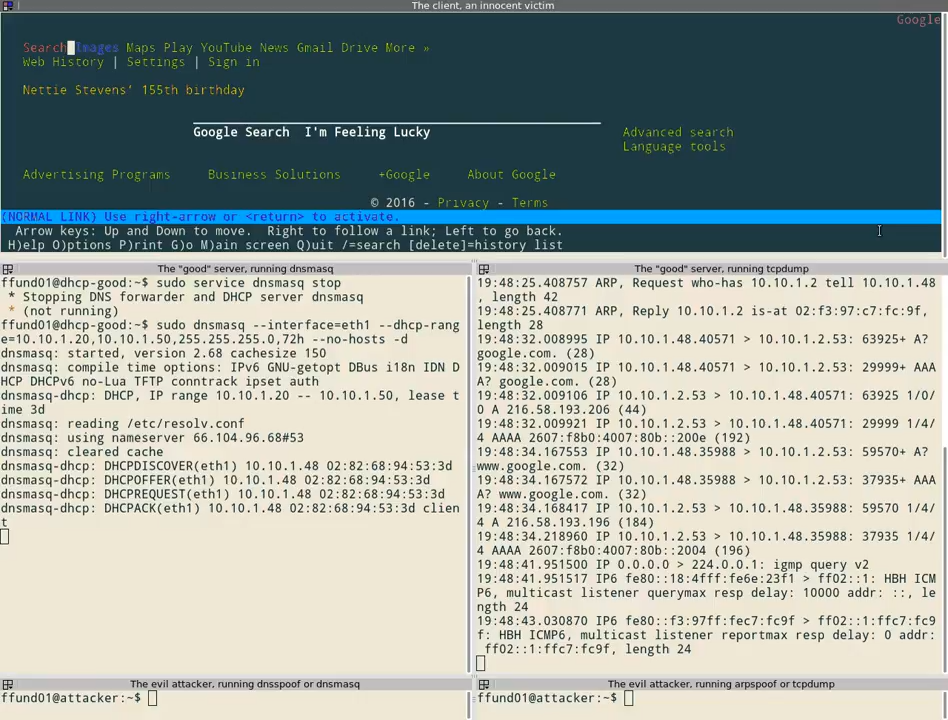 The client, an innocent victim
Google
Search Images Maps Play YouTube News Gmail Drive More »
Web History | Settings | Sign in
Nettie Stevens' 155th birthday
Google Search I'm Feeling Lucky
Advanced search
Language tools
Advertising Programs Business Solutions +Google About Google
© 2016 - Privacy - Terms
(NORMAL LINK) Use right-arrow or <return> to activate.
Arrow keys: Up and Down to move. Right to follow a link; Left to go back.
H)elp O)ptions P)rint G)o M)ain screen Q)uit /=search [delete]=history list
The "good" server, running dnsmasq
ffund01@dhcp-good:~$ sudo service dnsmasq stop
* Stopping DNS forwarder and DHCP server dnsmasq
* (not running)
ffund01@dhcp-good:~$ sudo dnsmasq --interface=eth1 --dhcp-rang
e=10.10.1.20,10.10.1.50,255.255.255.0,72h --no-hosts -d
dnsmasq: started, version 2.68 cachesize 150
dnsmasq: compile time options: IPv6 GNU-getopt DBus i18n IDN D
HCP DHCPv6 no-Lua TFTP conntrack ipset auth
dnsmasq-dhcp: DHCP, IP range 10.10.1.20 -- 10.10.1.50, lease t
ime 3d
dnsmasq: reading /etc/resolv.conf
dnsmasq: using nameserver 66.104.96.68#53
dnsmasq: cleared cache
dnsmasq-dhcp: DHCPDISCOVER(eth1) 10.10.1.48 02:82:68:94:53:3d
dnsmasq-dhcp: DHCPOFFER(eth1) 10.10.1.48 02:82:68:94:53:3d
dnsmasq-dhcp: DHCPREQUEST(eth1) 10.10.1.48 02:82:68:94:53:3d
dnsmasq-dhcp: DHCPACK(eth1) 10.10.1.48 02:82:68:94:53:3d clien
t
The "good" server, running tcpdump
19:48:25.408757 ARP, Request who-has 10.10.1.2 tell 10.10.1.48
, length 42
19:48:25.408771 ARP, Reply 10.10.1.2 is-at 02:f3:97:c7:fc:9f,
length 28
19:48:32.008995 IP 10.10.1.48.40571 > 10.10.1.2.53: 63925+ A?
google.com. (28)
19:48:32.009015 IP 10.10.1.48.40571 > 10.10.1.2.53: 29999+ AAA
A? google.com. (28)
19:48:32.009106 IP 10.10.1.2.53 > 10.10.1.48.40571: 63925 1/0/
0 A 216.58.193.206 (44)
19:48:32.009921 IP 10.10.1.2.53 > 10.10.1.48.40571: 29999 1/4/
4 AAAA 2607:f8b0:4007:80b::200e (192)
19:48:34.167553 IP 10.10.1.48.35988 > 10.10.1.2.53: 59570+ A?
www.google.com. (32)
19:48:34.167572 IP 10.10.1.48.35988 > 10.10.1.2.53: 37935+ AAA
A? www.google.com. (32)
19:48:34.168417 IP 10.10.1.2.53 > 10.10.1.48.35988: 59570 1/4/
4 A 216.58.193.196 (184)
19:48:34.218960 IP 10.10.1.2.53 > 10.10.1.48.35988: 37935 1/4/
4 AAAA 2607:f8b0:4007:80b::2004 (196)
19:48:41.951500 IP 0.0.0.0 > 224.0.0.1: igmp query v2
19:48:41.951517 IP6 fe80::18:4fff:fe6e:23f1 > ff02::1: HBH ICM
P6, multicast listener querymax resp delay: 10000 addr: ::, le
ngth 24
19:48:43.030870 IP6 fe80::f3:97ff:fec7:fc9f > ff02::1:ffc7:fc9
f: HBH ICMP6, multicast listener reportmax resp delay: 0 addr:
ff02::1:ffc7:fc9f, length 24
The evil attacker, running dnsspoof or dnsmasq
ffund01@attacker:~$
The evil attacker, running arpspoof or tcpdump
ffund01@attacker:~$